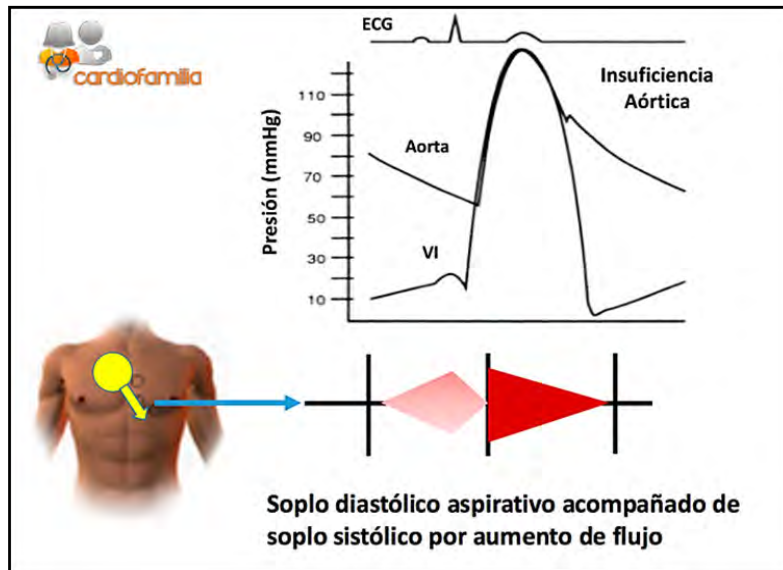 cardiofamilia
ECG
Insuficiencia
Aórtica
Presión (mmHg)
110
90
70
50
30
10
Aorta
VI
Soplo diastólico aspirativo acompañado de
soplo sistólico por aumento de flujo